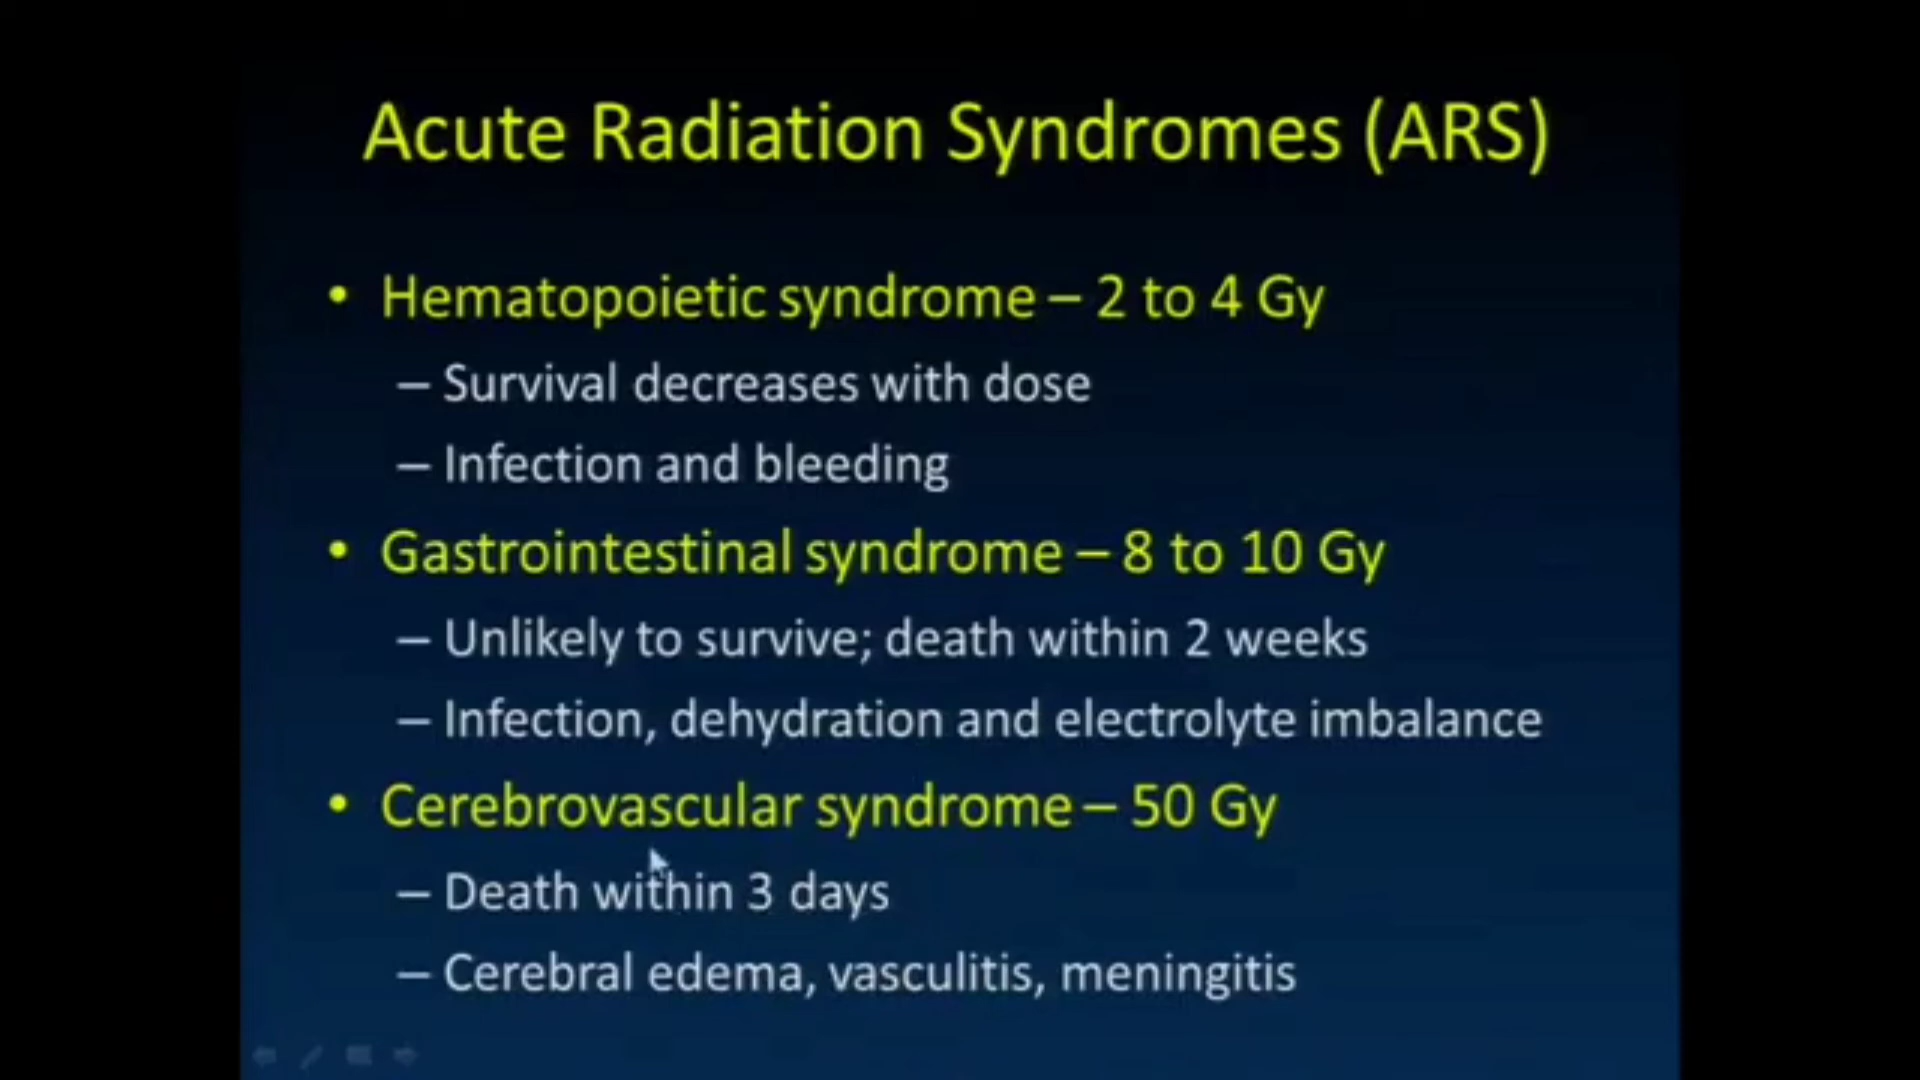 Acute Radiation Syndromes (ARS)
• Hematopoietic syndrome – 2 to 4 Gy
– Survival decreases with dose
– Infection and bleeding
• Gastrointestinal syndrome – 8 to 10 Gy
– Unlikely to survive; death within 2 weeks
– Infection, dehydration and electrolyte imbalance
• Cerebrovascular syndrome – 50 Gy
– Death within 3 days
– Cerebral edema, vasculitis, meningitis